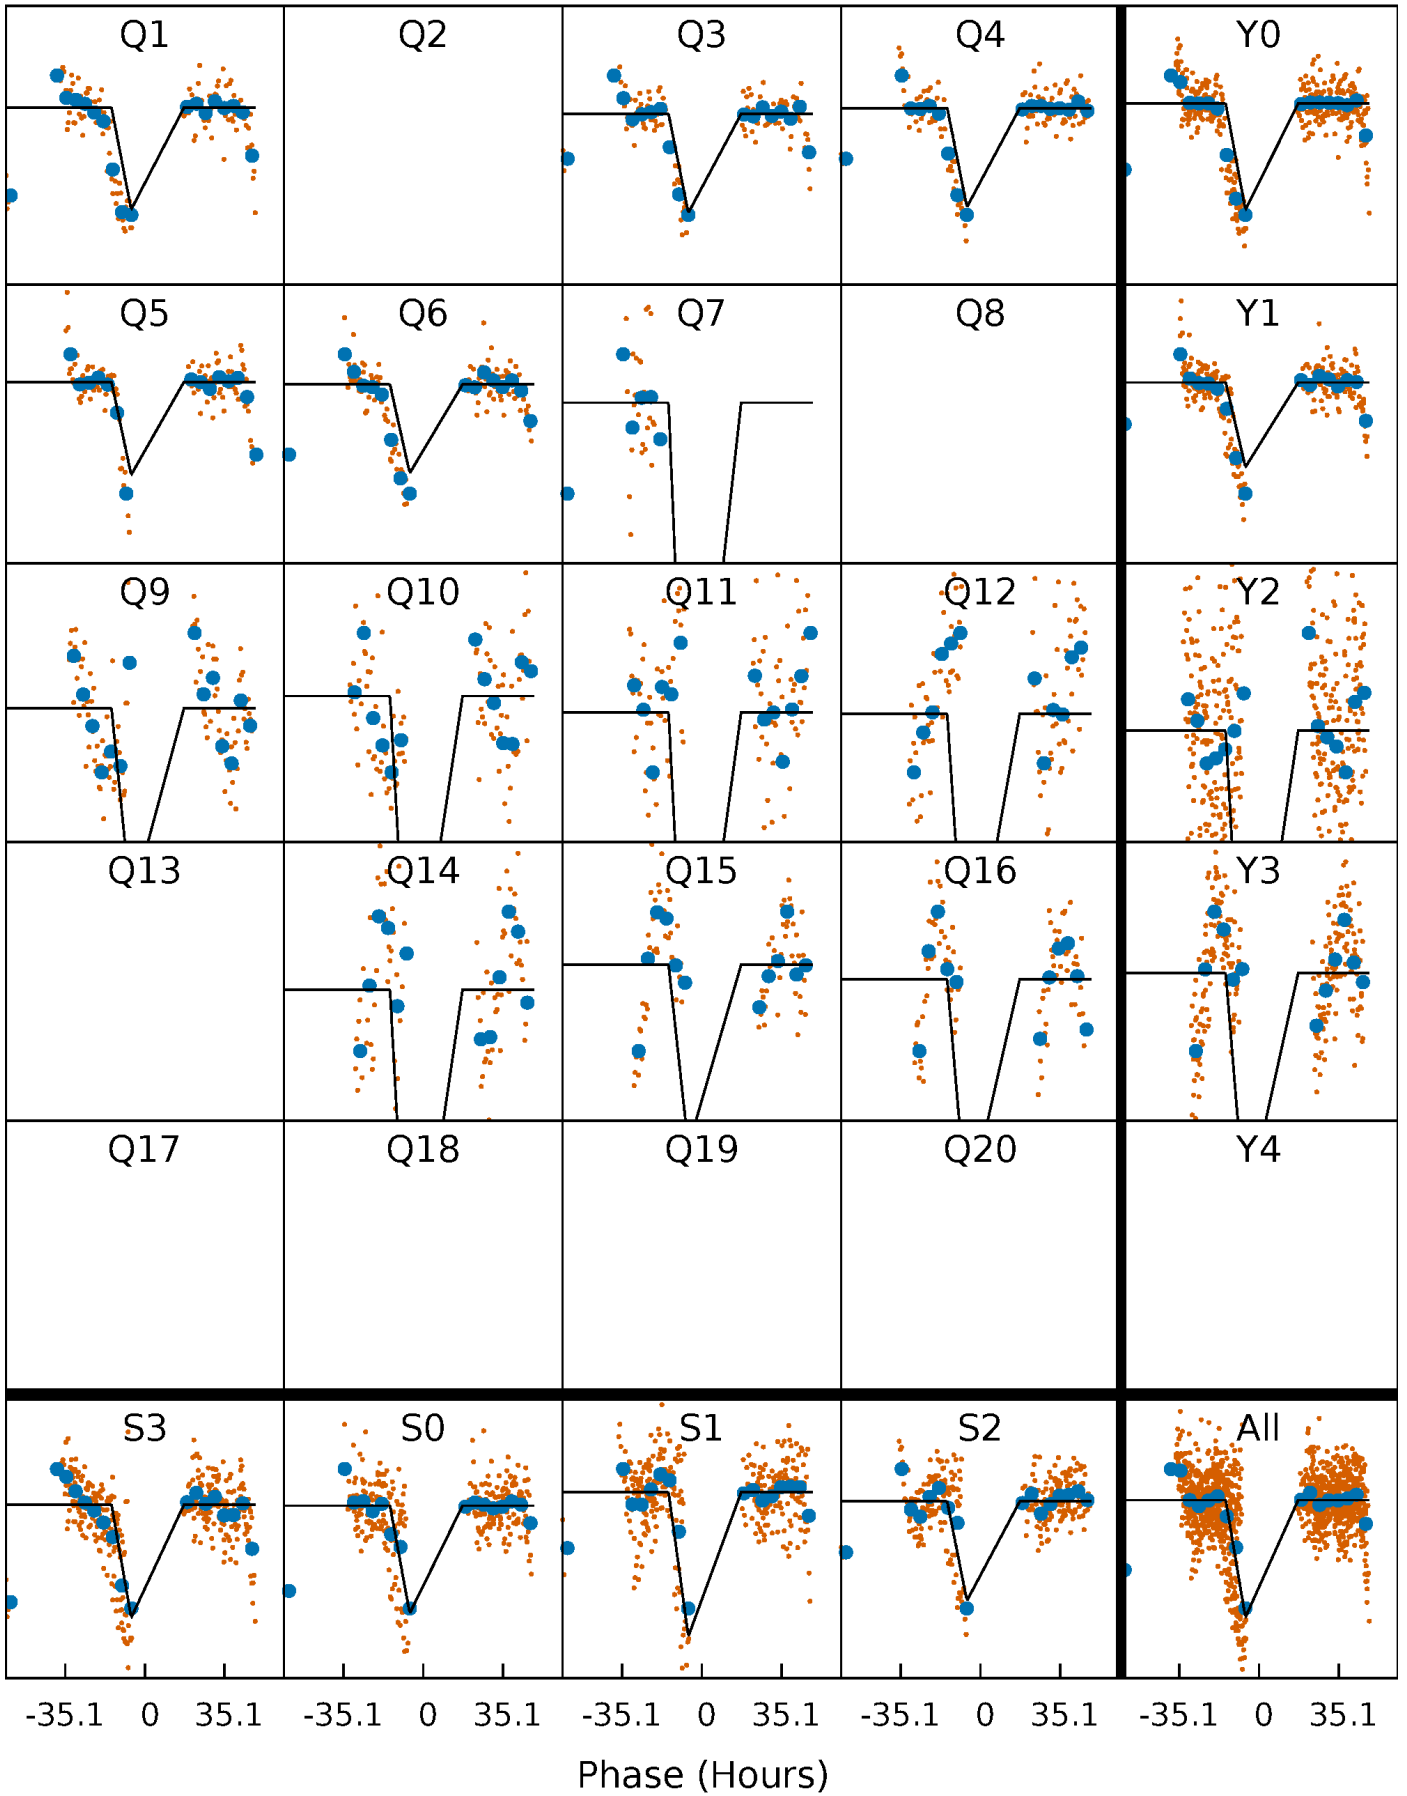 Q1 Q2 Q3 Q4 Y0
Q5 Q6 Q7 Q8 Y1
Q9 Q10 Q11 Q12 Y2
Q13 Q14 Q15 Q16 Y3
Q17 Q18 Q19 Q20 Y4
S3 S0 S1 S2 All
-35.1 0 35.1 -35.1 0 35.1 -35.1 0 35.1 -35.1 0 35.1 -35.1 0 35.1
Phase (Hours)